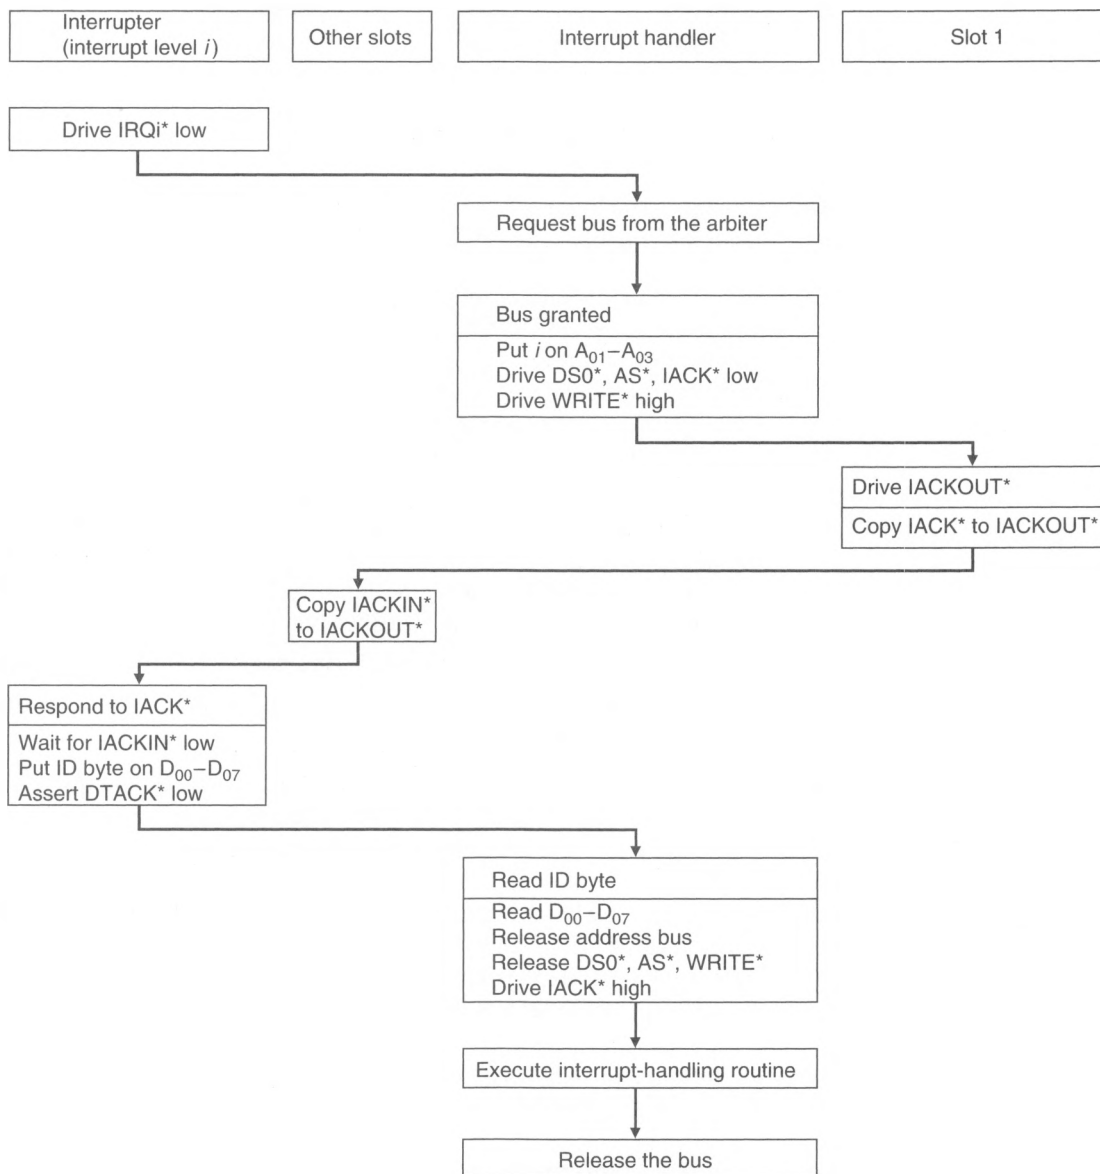 Interrupter
(interrupt level i)
Other slots
Interrupt handler
Slot 1
Drive IRQi* low
Request bus from the arbiter
Bus granted
Put i on A01–A03
Drive DS0*, AS*, IACK* low
Drive WRITE* high
Drive IACKOUT*
Copy IACK* to IACKOUT*
Copy IACKIN*
to IACKOUT*
Respond to IACK*
Wait for IACKIN* low
Put ID byte on D00–D07
Assert DTACK* low
Read ID byte
Read D00–D07
Release address bus
Release DS0*, AS*, WRITE*
Drive IACK* high
Execute interrupt-handling routine
Release the bus